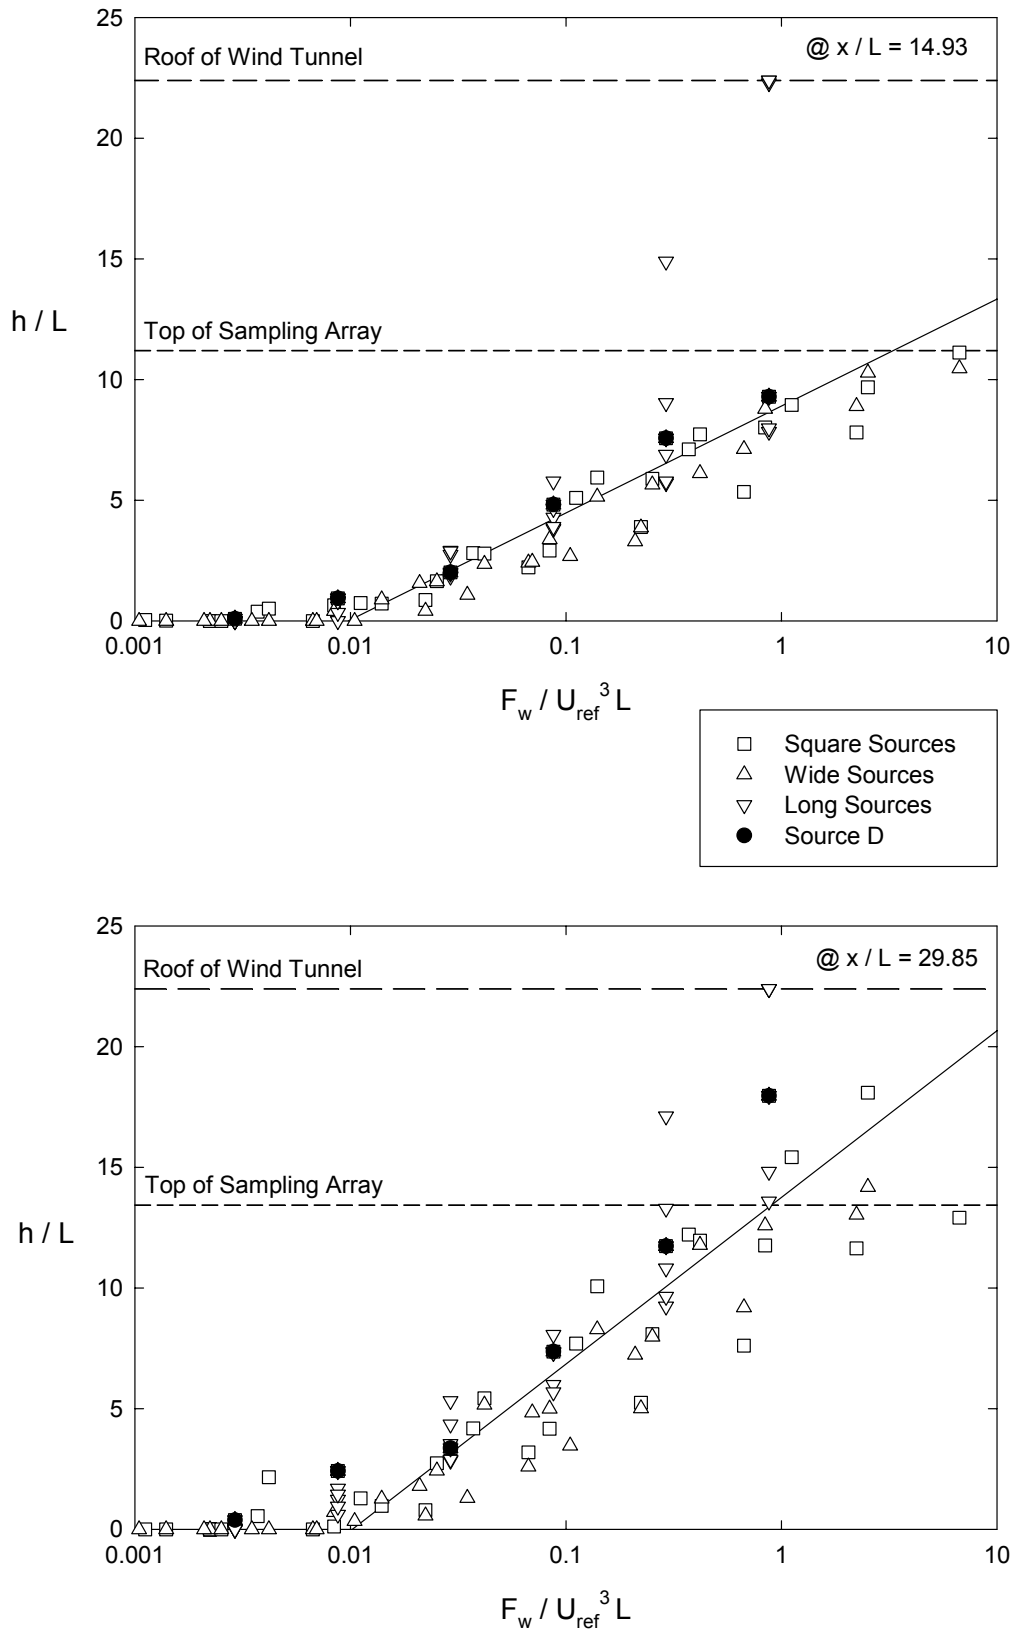 25
Roof of Wind Tunnel
@ x / L = 14.93
20
15
h / L
Top of Sampling Array
10
5
0
0.001
0.01
0.1
1
10
F_w / U_ref^3 L
Square Sources
Wide Sources
Long Sources
Source D
25
Roof of Wind Tunnel
@ x / L = 29.85
20
15
Top of Sampling Array
h / L
10
5
0
0.001
0.01
0.1
1
10
F_w / U_ref^3 L